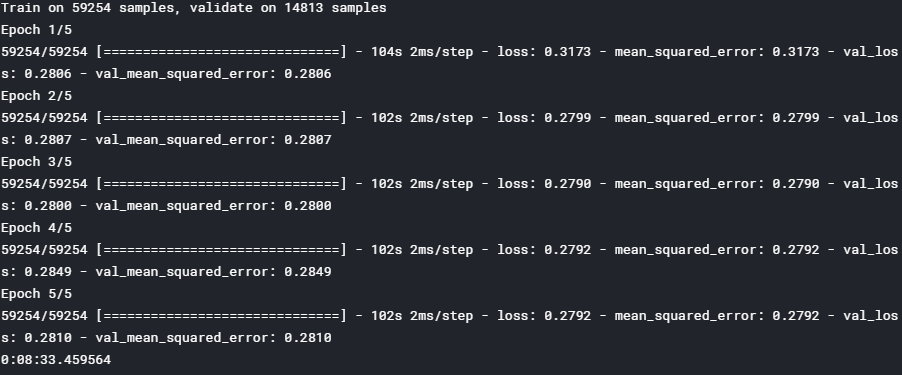 Train on 59254 samples, validate on 14813 samples
Epoch 1/5
59254/59254 [==============================] - 104s 2ms/step - loss: 0.3173 - mean_squared_error: 0.3173 - val_los
s: 0.2806 - val_mean_squared_error: 0.2806
Epoch 2/5
59254/59254 [==============================] - 102s 2ms/step - loss: 0.2799 - mean_squared_error: 0.2799 - val_los
s: 0.2807 - val_mean_squared_error: 0.2807
Epoch 3/5
59254/59254 [==============================] - 102s 2ms/step - loss: 0.2790 - mean_squared_error: 0.2790 - val_los
s: 0.2800 - val_mean_squared_error: 0.2800
Epoch 4/5
59254/59254 [==============================] - 102s 2ms/step - loss: 0.2792 - mean_squared_error: 0.2792 - val_los
s: 0.2849 - val_mean_squared_error: 0.2849
Epoch 5/5
59254/59254 [==============================] - 102s 2ms/step - loss: 0.2792 - mean_squared_error: 0.2792 - val_los
s: 0.2810 - val_mean_squared_error: 0.2810
0:08:33.459564